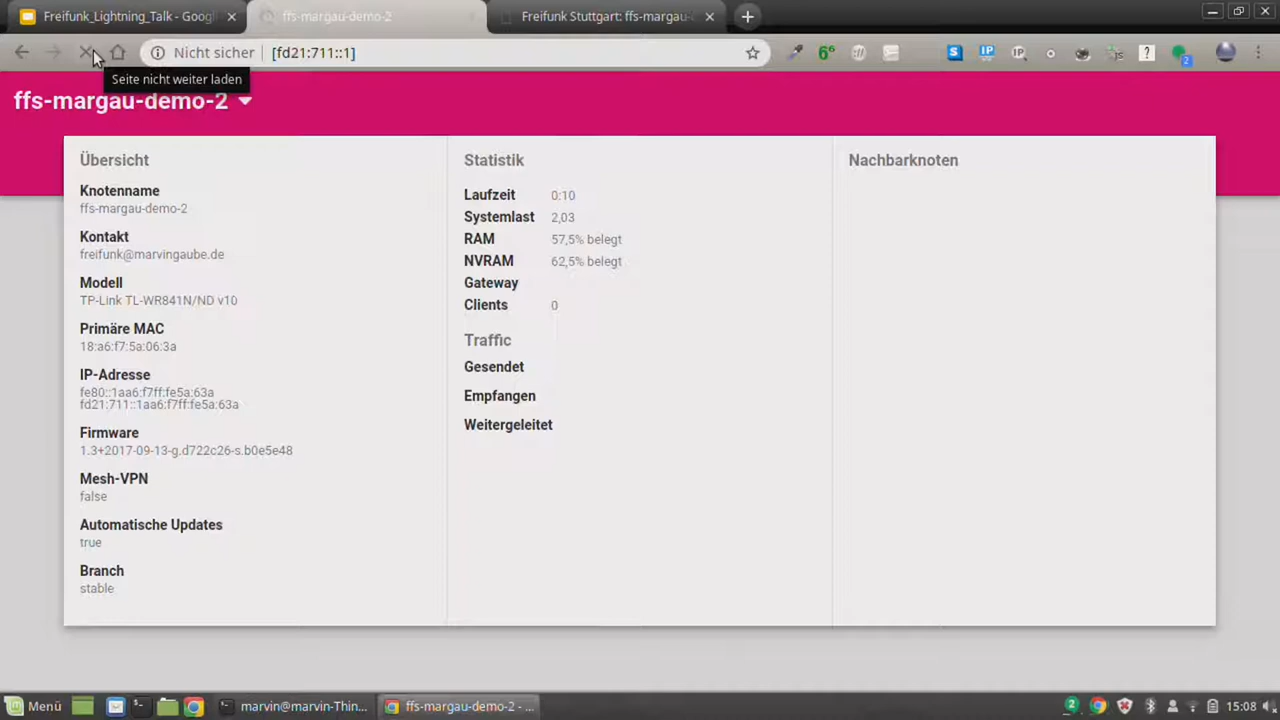 Freifunk_Lightning_Talk - Googl
ffs-margau-demo-2
Freifunk Stuttgart: ffs-margau-
Nicht sicher
[fd21:711::1]
Seite nicht weiter laden
ffs-margau-demo-2
Übersicht
Knotenname
ffs-margau-demo-2
Kontakt
freifunk@marvingaube.de
Modell
TP-Link TL-WR841N/ND v10
Primäre MAC
18:a6:f7:5a:06:3a
IP-Adresse
fe80::1aa6:f7ff:fe5a:63a
fd21:711::1aa6:f7ff:fe5a:63a
Firmware
1.3+2017-09-13-g.d722c26-s.b0e5e48
Mesh-VPN
false
Automatische Updates
true
Branch
stable
Statistik
Laufzeit 0:10
Systemlast 2,03
RAM 57,5% belegt
NVRAM 62,5% belegt
Gateway
Clients 0
Traffic
Gesendet
Empfangen
Weitergeleitet
Nachbarknoten
Menü
marvin@marvin-Thin...
ffs-margau-demo-2 - ...
2
15:08